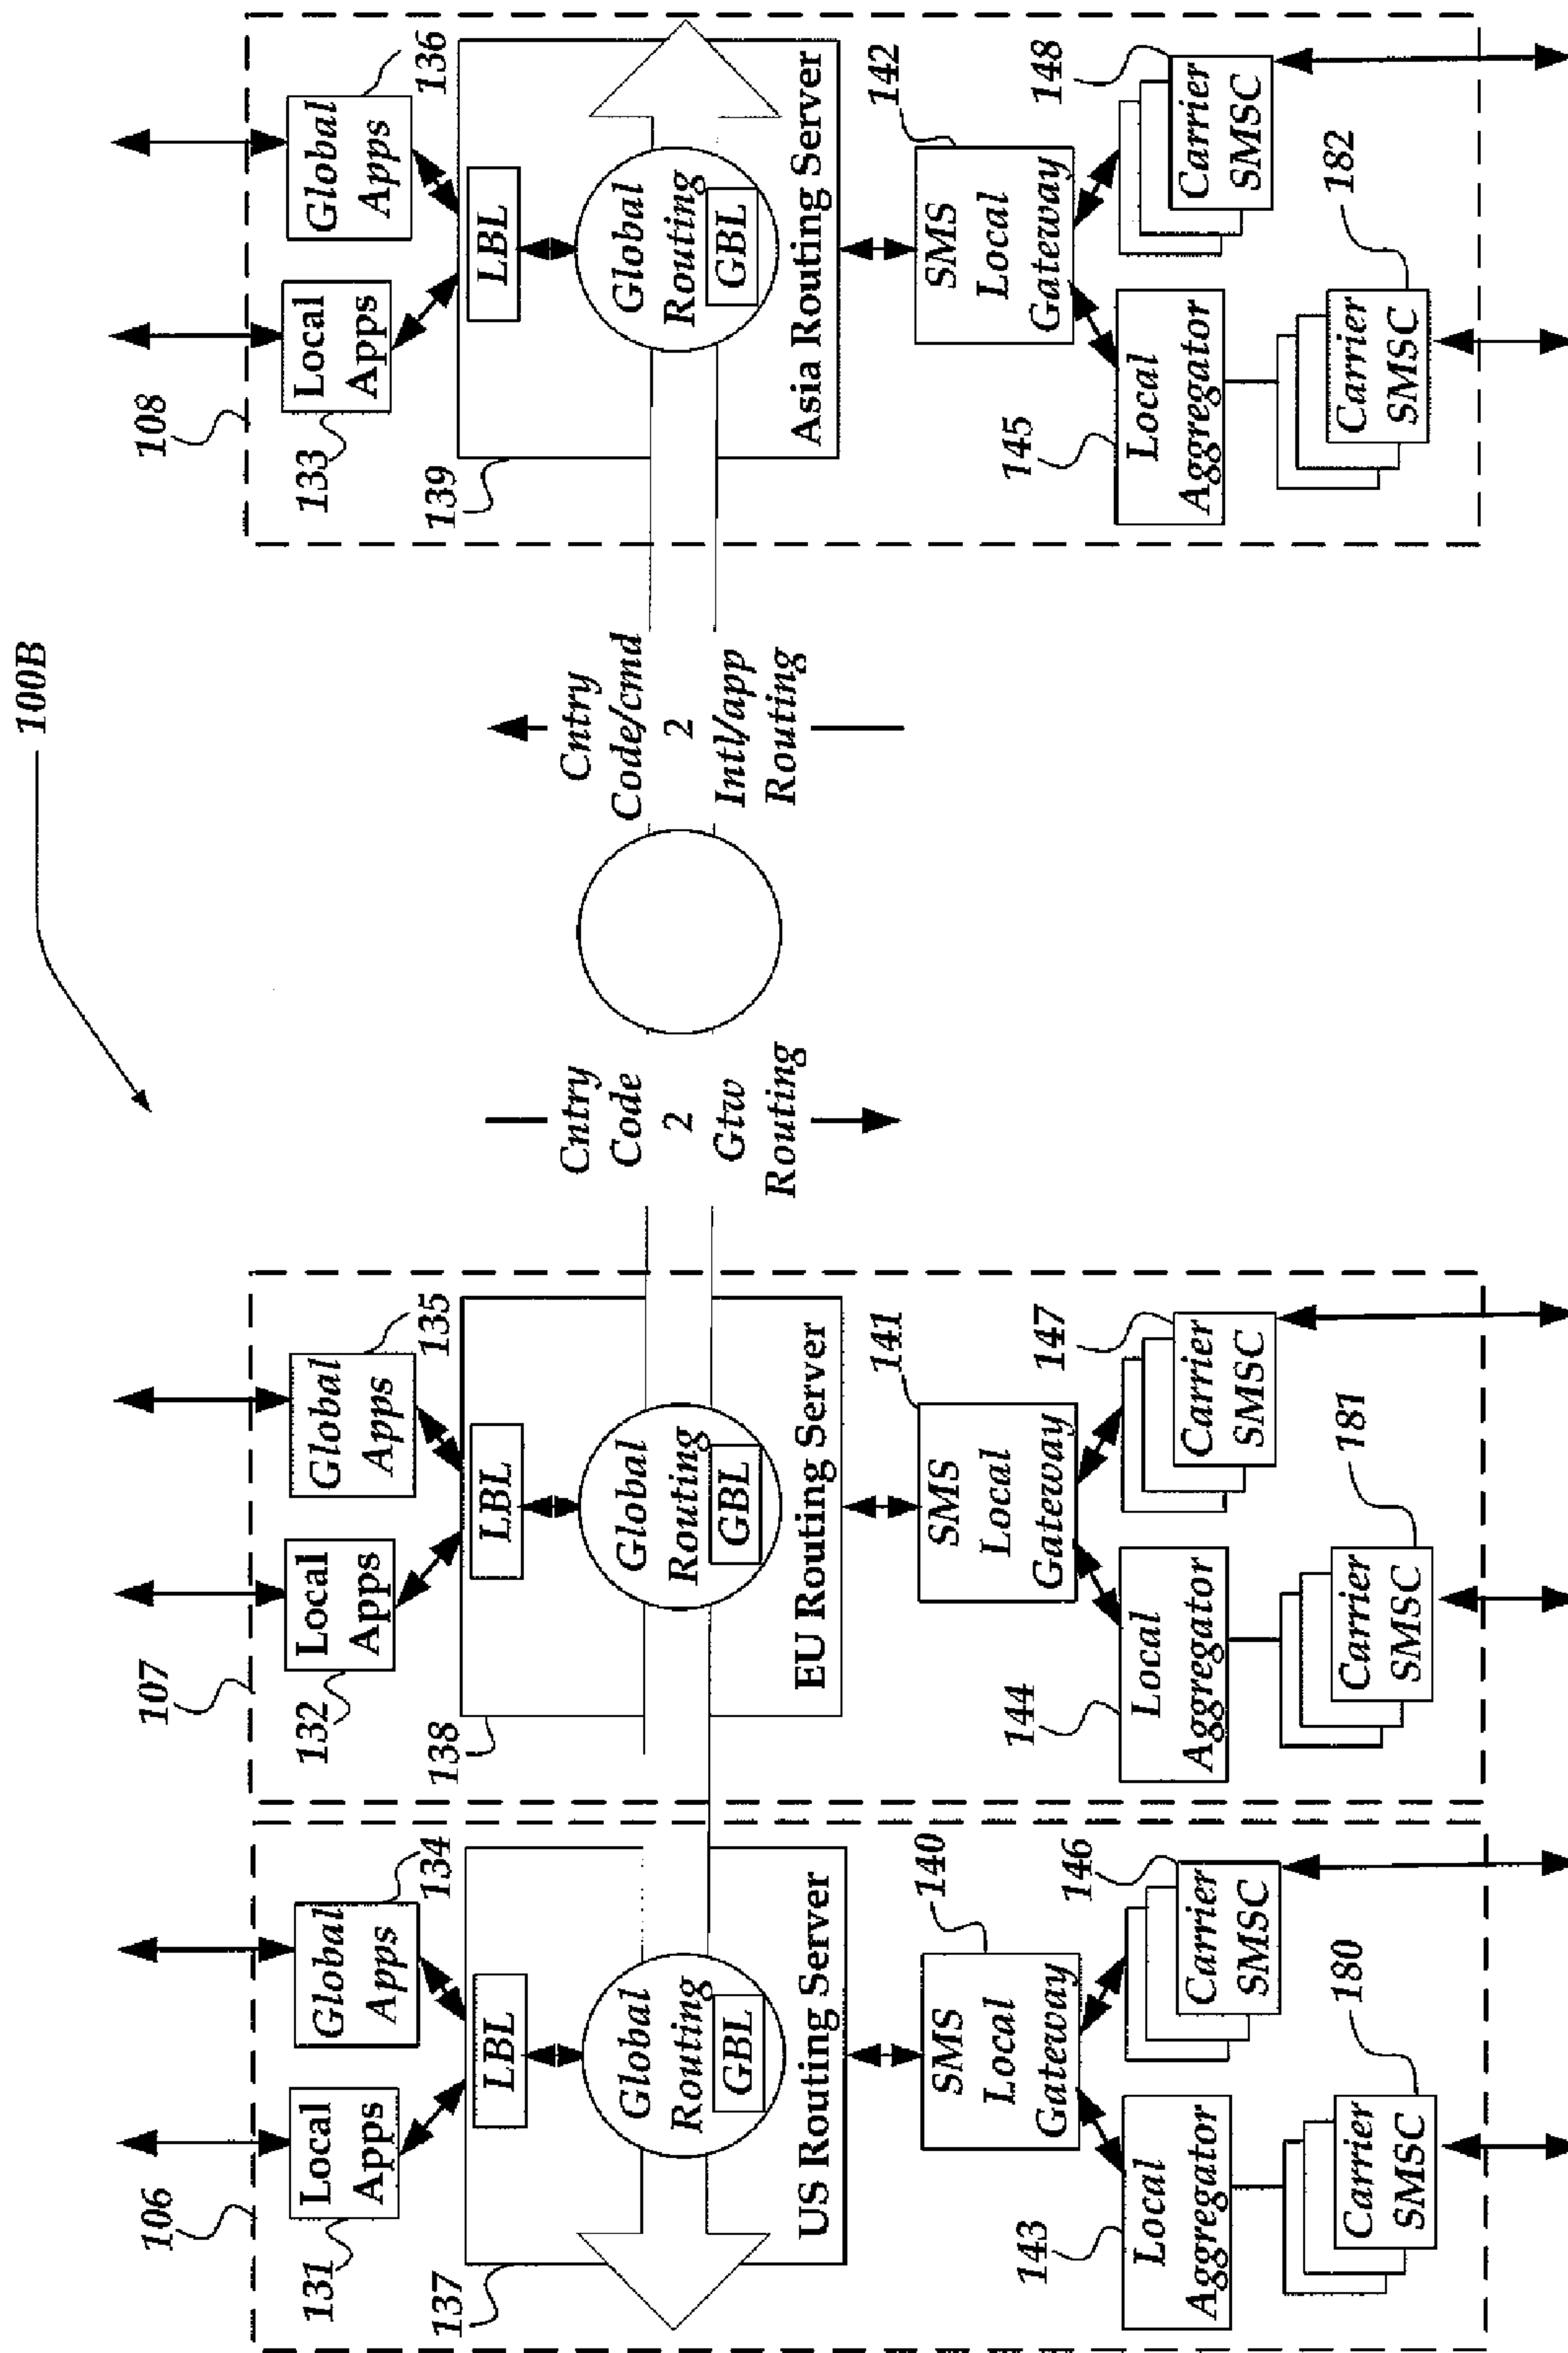 100B
106
131
Local
Apps
134
Global
Apps
137
LBL
Global
Routing
GBL
US Routing Server
140
SMS
Local
Gateway
143
Local
Aggregator
146
Carrier
SMSC
180
Carrier
SMSC
107
132
Local
Apps
135
Global
Apps
138
LBL
Global
Routing
GBL
EU Routing Server
141
SMS
Local
Gateway
144
Local
Aggregator
147
Carrier
SMSC
181
Carrier
SMSC
Cntry
Code
2
Gtw
Routing
Cntry
Code/cmd
2
Intl/app
Routing
108
133
Local
Apps
136
Global
Apps
139
LBL
Global
Routing
GBL
Asia Routing Server
142
SMS
Local
Gateway
145
Local
Aggregator
148
Carrier
SMSC
182
Carrier
SMSC